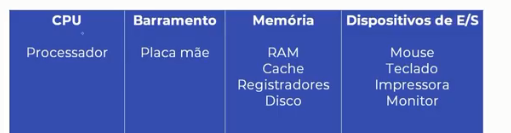 CPU Barramento Memória Dispositivos de E/S
Processador Placa mãe RAM Mouse
Cache Teclado
Registradores Impressora
Disco Monitor